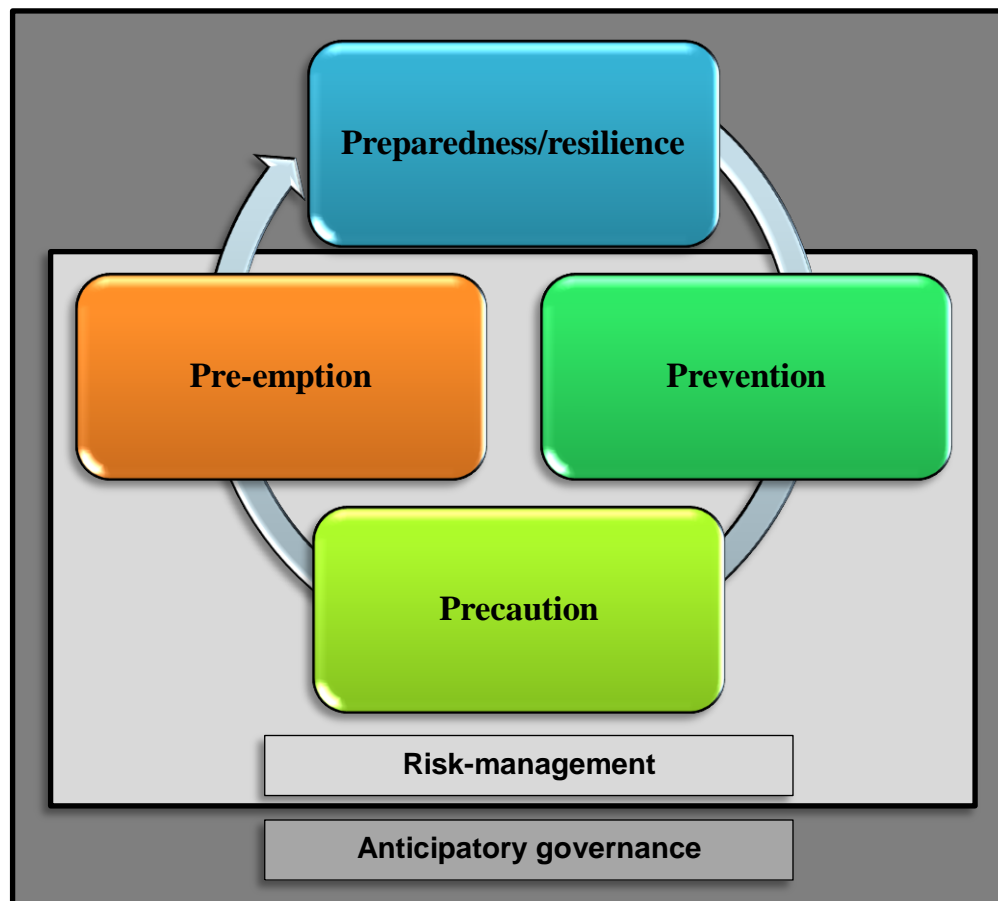 Preparedness/resilience
Pre-emption
Prevention
Precaution
Risk-management
Anticipatory governance